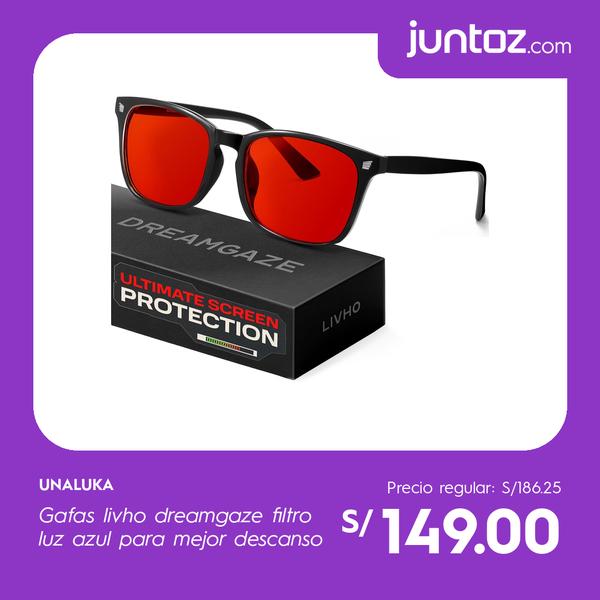 juntoz.com
DREAMGAZE
ULTIMATE SCREEN
PROTECTION
LIVHO
UNALUKA
Gafas livho dreamgaze filtro
luz azul para mejor descanso
Precio regular: S/186.25
S/149.00